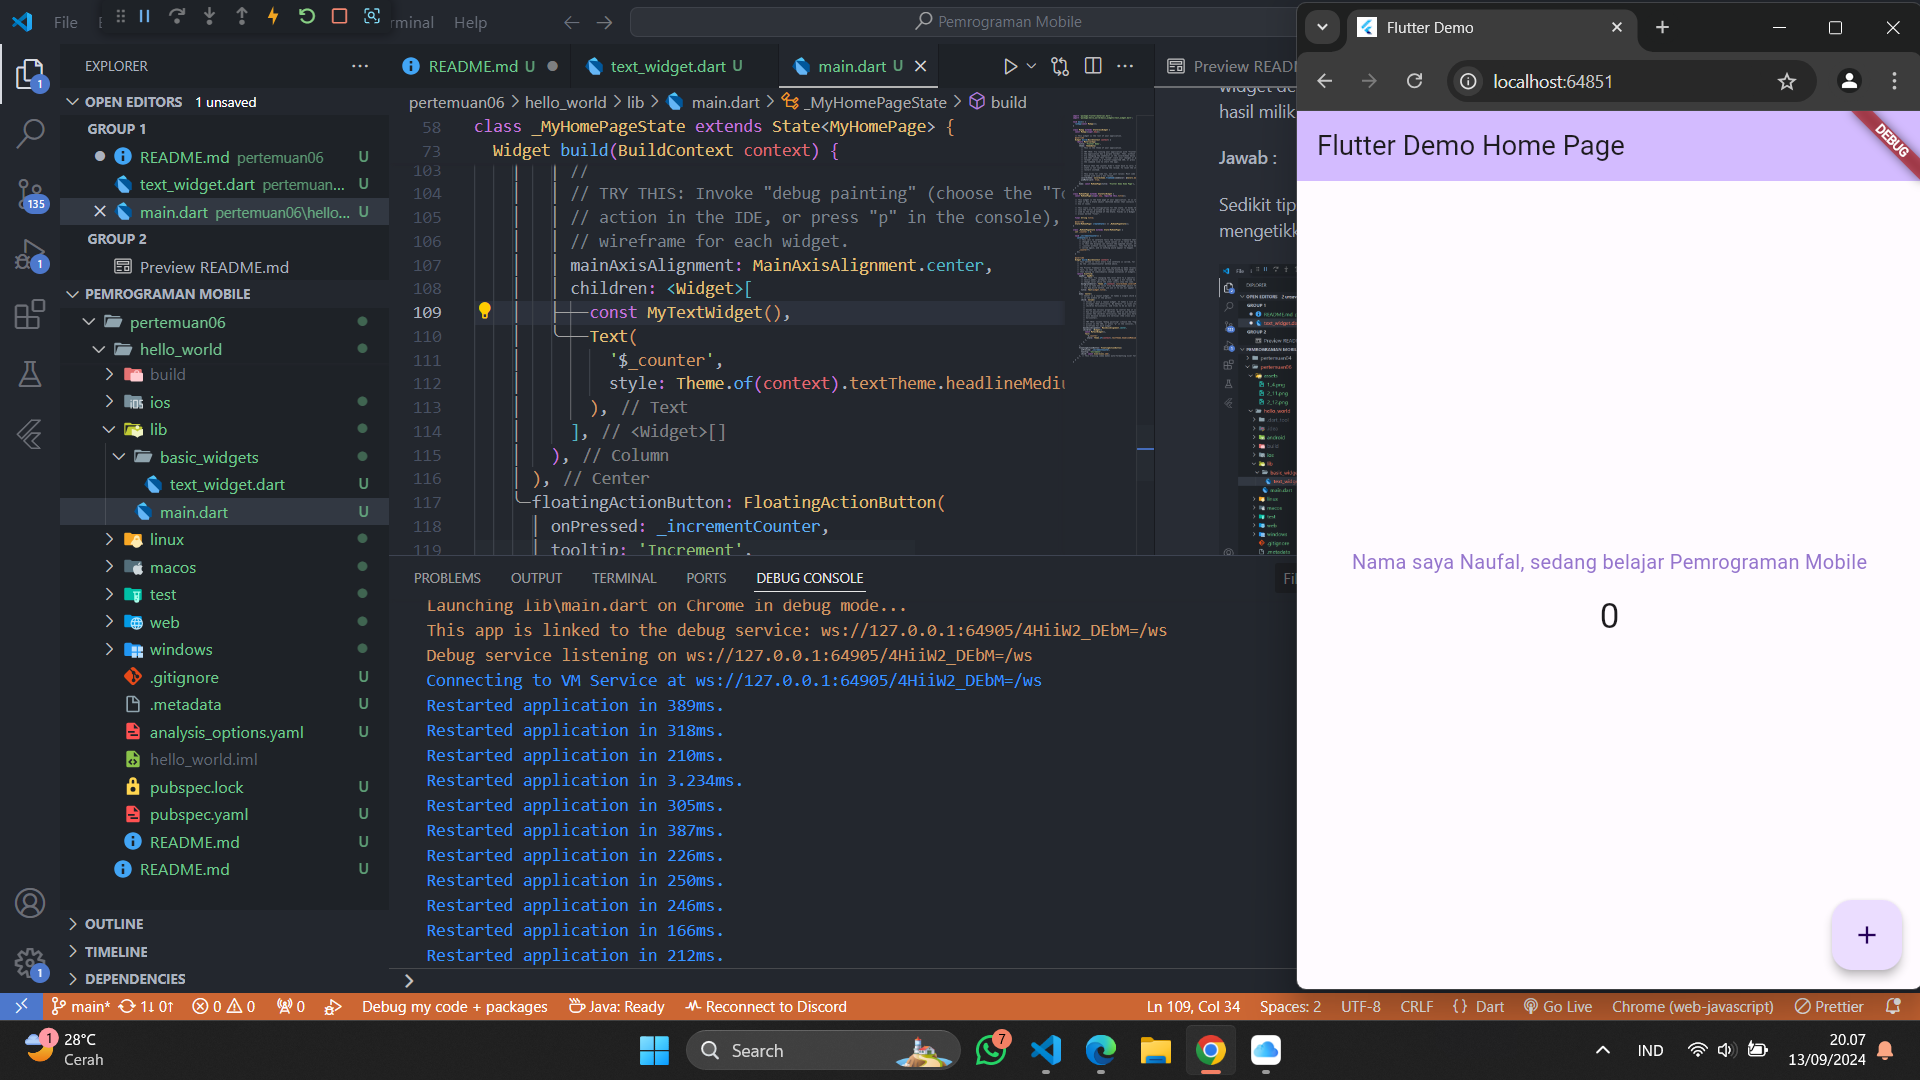 File
Terminal
Help
Pemrograman Mobile
EXPLORER
OPEN EDITORS 1 unsaved
GROUP 1
README.md pertemuan06 U
text_widget.dart pertemuan... U
main.dart pertemuan06\hello... U
GROUP 2
Preview README.md
PEMROGRAMAN MOBILE
pertemuan06
hello_world
build
ios
lib
basic_widgets
text_widget.dart U
main.dart U
linux
macos
test
web
windows
.gitignore U
.metadata U
analysis_options.yaml U
hello_world.iml
pubspec.lock U
pubspec.yaml U
README.md U
README.md U
OUTLINE
TIMELINE
DEPENDENCIES
README.md U
text_widget.dart U
main.dart U
pertemuan06 > hello_world > lib > main.dart > _MyHomePageState > build
58 class _MyHomePageState extends State<MyHomePage> {
73 Widget build(BuildContext context) {
103 //
104 // TRY THIS: Invoke "debug painting" (choose the "To
105 // action in the IDE, or press "p" in the console),
106 // wireframe for each widget.
107 mainAxisAlignment: MainAxisAlignment.center,
108 children: <Widget>[
109 const MyTextWidget(),
110 Text(
111 '$_counter',
112 style: Theme.of(context).textTheme.headlineMediu
113 ), // Text
114 ], // <Widget>[]
115 ), // Column
116 ), // Center
117 floatingActionButton: FloatingActionButton(
118 onPressed: _incrementCounter,
119 tooltip: 'Increment',
Preview READ
widget de
hasil milik
Jawab :
Sedikit tip
mengetikk
PROBLEMS OUTPUT TERMINAL PORTS DEBUG CONSOLE
Fil
Launching lib\main.dart on Chrome in debug mode...
This app is linked to the debug service: ws://127.0.0.1:64905/4HiiW2_DEbM=/ws
Debug service listening on ws://127.0.0.1:64905/4HiiW2_DEbM=/ws
Connecting to VM Service at ws://127.0.0.1:64905/4HiiW2_DEbM=/ws
Restarted application in 389ms.
Restarted application in 318ms.
Restarted application in 210ms.
Restarted application in 3.234ms.
Restarted application in 305ms.
Restarted application in 387ms.
Restarted application in 226ms.
Restarted application in 250ms.
Restarted application in 246ms.
Restarted application in 166ms.
Restarted application in 212ms.
Flutter Demo
localhost:64851
Flutter Demo Home Page
DEBUG
Nama saya Naufal, sedang belajar Pemrograman Mobile
0
+
main* 1↓ 0↑ 0 0 0 Debug my code + packages Java: Ready Reconnect to Discord Ln 109, Col 34 Spaces: 2 UTF-8 CRLF {} Dart Go Live Chrome (web-javascript) Prettier
28°C
Cerah
Search
7
IND
20.07
13/09/2024